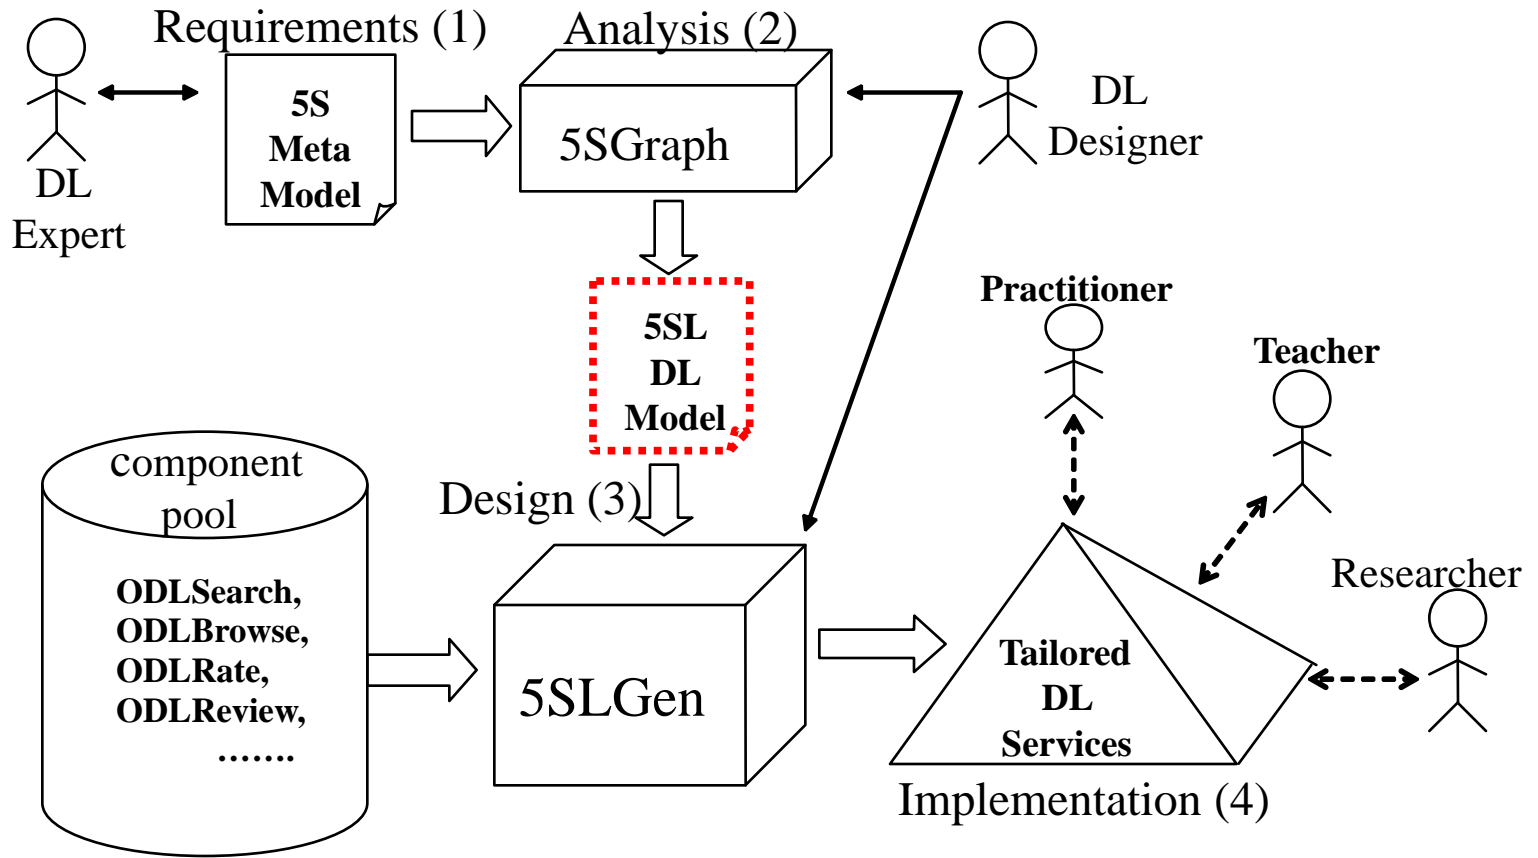 Requirements (1)
Analysis (2)
5S
Meta
Model
5SGraph
DL
Designer
DL
Expert
5SL
DL
Model
Practitioner
Teacher
component
pool
Design (3)
ODLSearch,
ODLBrowse,
ODLRate,
ODLReview,
.......
5SLGen
Tailored
DL
Services
Researcher
Implementation (4)